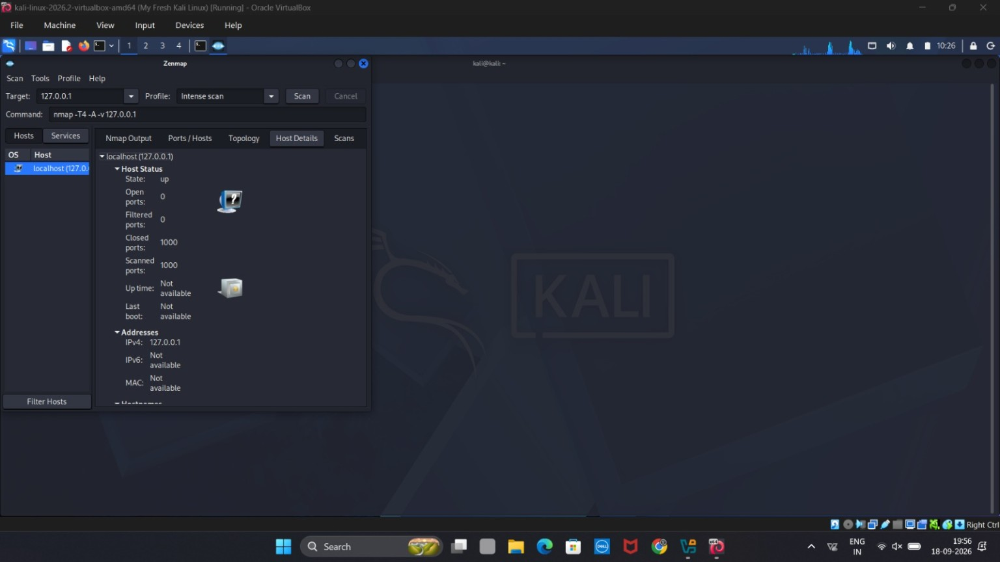 kali-linux-2026.2-virtualbox-amd64 (My Fresh Kali Linux) [Running] - Oracle VirtualBox
File Machine View Input Devices Help
1 2 3 4 10:26
Zenmap
kali@kali: ~
Scan Tools Profile Help
Target: 127.0.0.1 Profile: Intense scan Scan Cancel
Command: nmap -T4 -A -v 127.0.0.1
Hosts Services
Nmap Output Ports / Hosts Topology Host Details Scans
OS Host
localhost (127.0.
localhost (127.0.0.1)
Host Status
State: up
Open ports: 0
Filtered ports: 0
Closed ports: 1000
Scanned ports: 1000
Up time: Not available
Last boot: Not available
Addresses
IPv4: 127.0.0.1
IPv6: Not available
MAC: Not available
Hostnames
Filter Hosts
KALI
Right Ctrl
Search
DELL
ENG
IN
19:56
18-09-2026